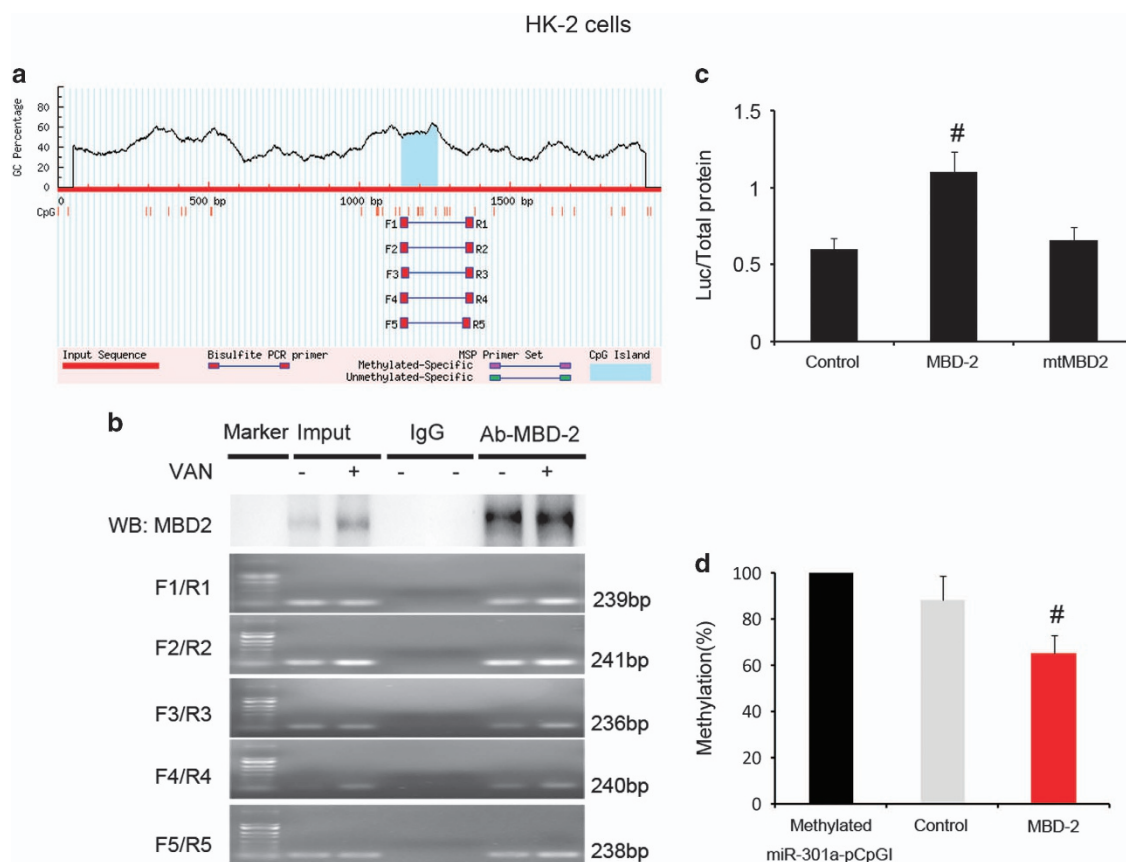 HK-2 cells
a
GC Percentage
80
60
40
20
0
500 bp
1000 bp
1500 bp
CpG
F1 R1
F2 R2
F3 R3
F4 R4
F5 R5
Input Sequence
Bisulfite PCR primer
MSP Primer Set
CpG Island
Methylated-Specific
Unmethylated-Specific
b
Marker Imput IgG Ab-MBD-2
VAN - + - - - +
WB: MBD2
F1/R1 239bp
F2/R2 241bp
F3/R3 236bp
F4/R4 240bp
F5/R5 238bp
c
Luc/Total protein
1.5
1
0.5
0
#
Control MBD-2 mtMBD2
d
Methylation(%)
100
80
60
40
20
0
#
Methylated Control MBD-2
miR-301a-pCpGI